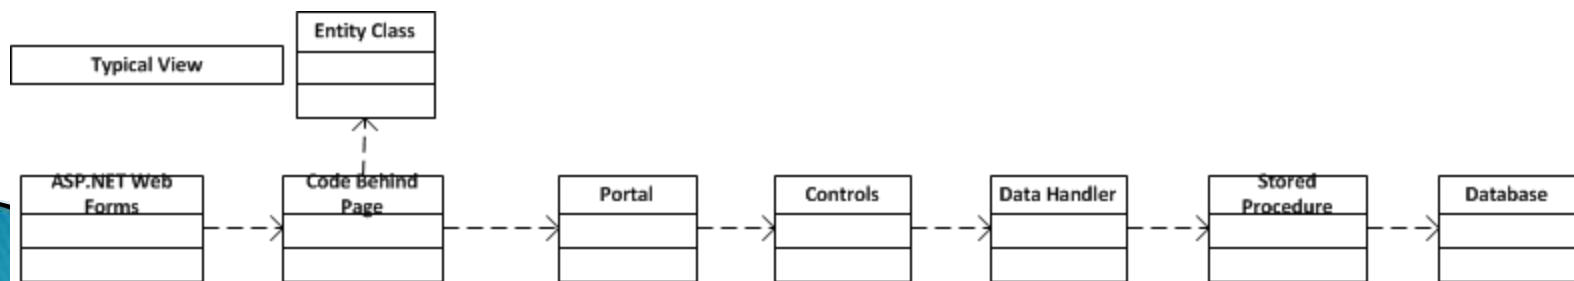 Entity Class
Typical View
ASP.NET Web
Forms
Code Behind
Page
Portal
Controls
Data Handler
Stored
Procedure
Database